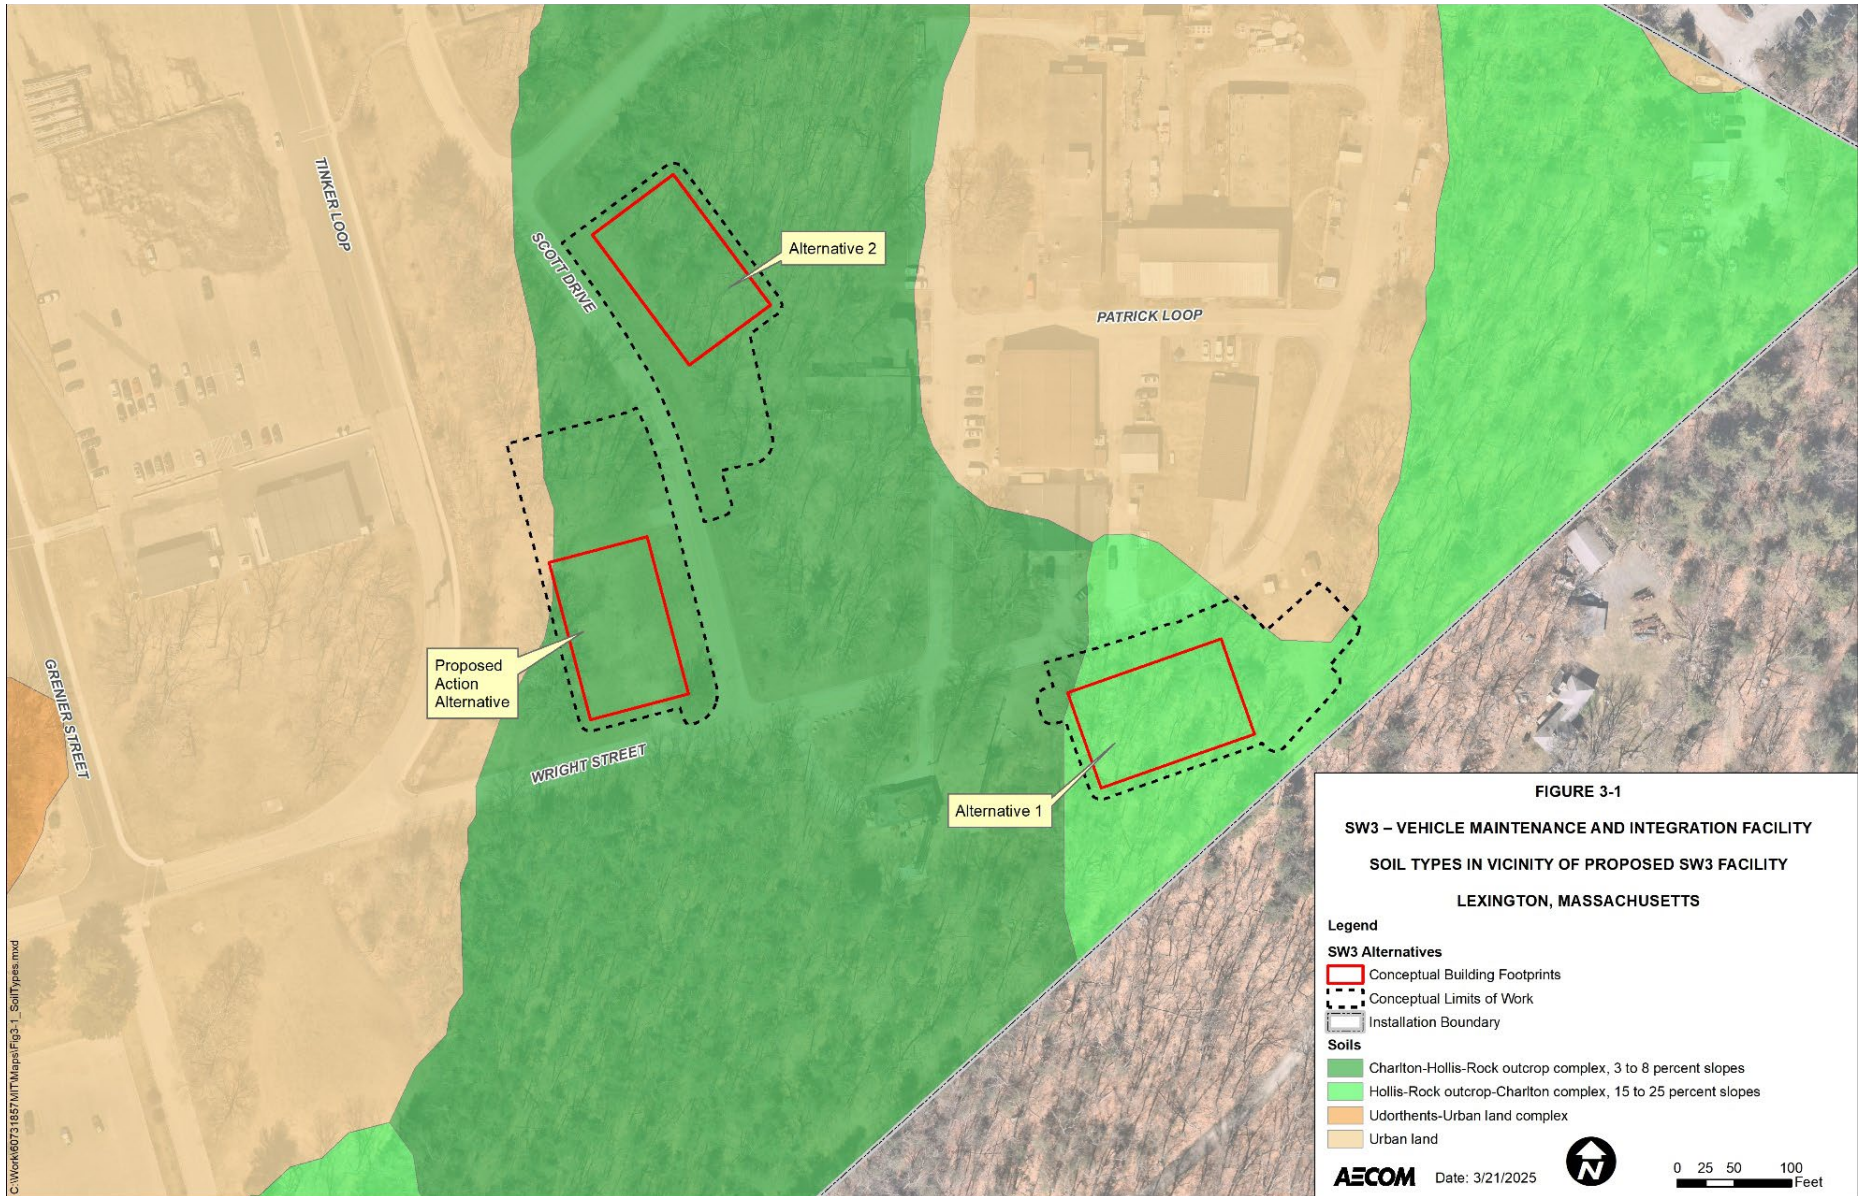 TINKER LOOP
SCOTT DRIVE
Alternative 2
PATRICK LOOP
Proposed
Action
Alternative
GRENIER STREET
WRIGHT STREET
Alternative 1
C:\Work\60731857MIT\Maps\Fig3-1_SoilTypes.mxd
FIGURE 3-1
SW3 – VEHICLE MAINTENANCE AND INTEGRATION FACILITY
SOIL TYPES IN VICINITY OF PROPOSED SW3 FACILITY
LEXINGTON, MASSACHUSETTS
Legend
SW3 Alternatives
Conceptual Building Footprints
Conceptual Limits of Work
Installation Boundary
Soils
Charlton-Hollis-Rock outcrop complex, 3 to 8 percent slopes
Hollis-Rock outcrop-Charlton complex, 15 to 25 percent slopes
Udorthents-Urban land complex
Urban land
AECOM Date: 3/21/2025
N
0 25 50 100
Feet